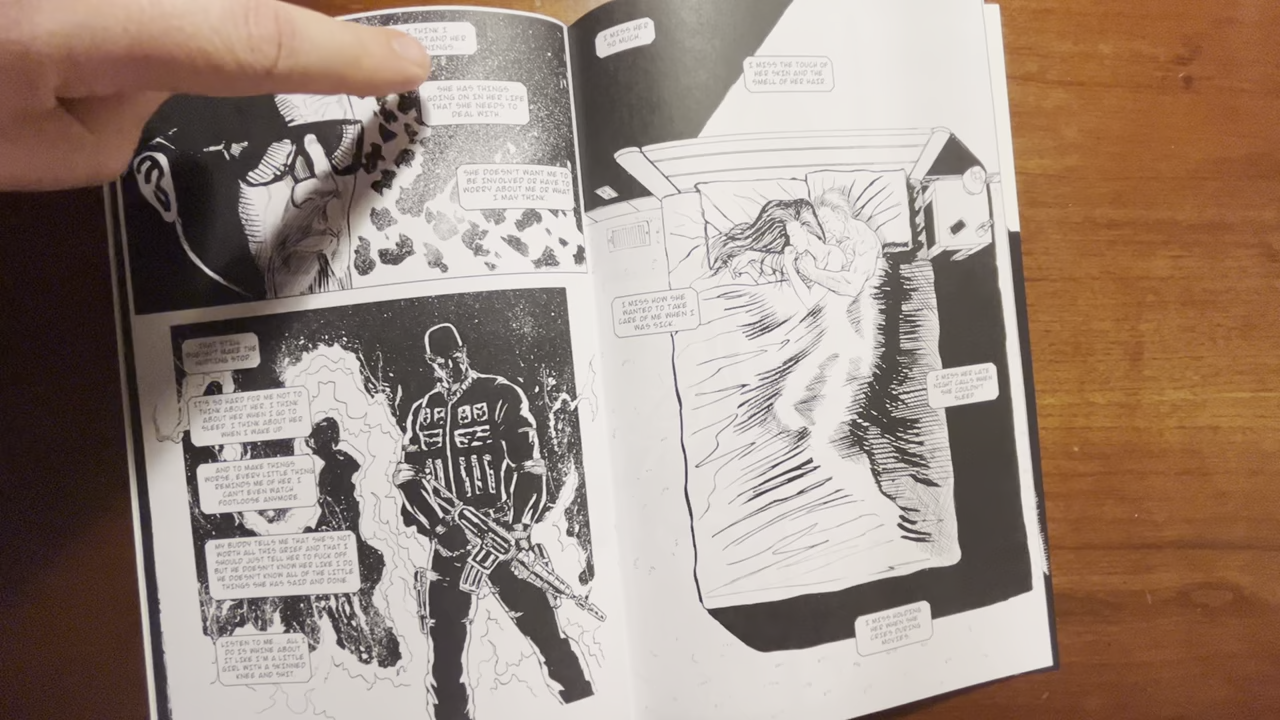 I THINK I
HER
SHE HAS THINGS
GOING ON IN HER LIFE
THAT SHE NEEDS TO
DEAL WITH.
SHE DOESN'T WANT ME TO
BE INVOLVED OR HAVE TO
WORRY ABOUT ME OR WHAT
I MAY THINK.
THAT STILL
DOESN'T MAKE THE
HURTING STOP.
IT'S SO HARD FOR ME NOT TO
THINK ABOUT HER. I THINK
ABOUT HER WHEN I GO TO
SLEEP. I THINK ABOUT HER
WHEN I WAKE UP.
AND TO MAKE THINGS
WORSE, EVERY LITTLE THING
REMINDS ME OF HER. I
CAN'T EVEN WATCH
FOOTLOOSE ANYMORE.
MY BUDDY TELLS ME THAT SHE'S NOT
WORTH ALL THIS GRIEF AND THAT I
SHOULD JUST TELL HER TO FUCK OFF
BUT HE DOESN'T KNOW HER LIKE I DO
HE DOESN'T KNOW ALL OF THE LITTLE
THINGS SHE HAS SAID AND DONE.
LISTEN TO ME... ALL I
DO IS WHINE ABOUT
IT LIKE I'M A LITTLE
GIRL WITH A SKINNED
KNEE AND SHIT.
I MISS HER
SO MUCH.
I MISS THE TOUCH OF
HER SKIN AND THE
SMELL OF HER HAIR.
I MISS HOW SHE
WANTED TO TAKE
CARE OF ME WHEN I
WAS SICK.
I MISS HER LATE
NIGHT CALLS WHEN
SHE COULDN'T
SLEEP.
I MISS HOLDING
HER WHEN SHE
CRIES DURING
MOVIES.